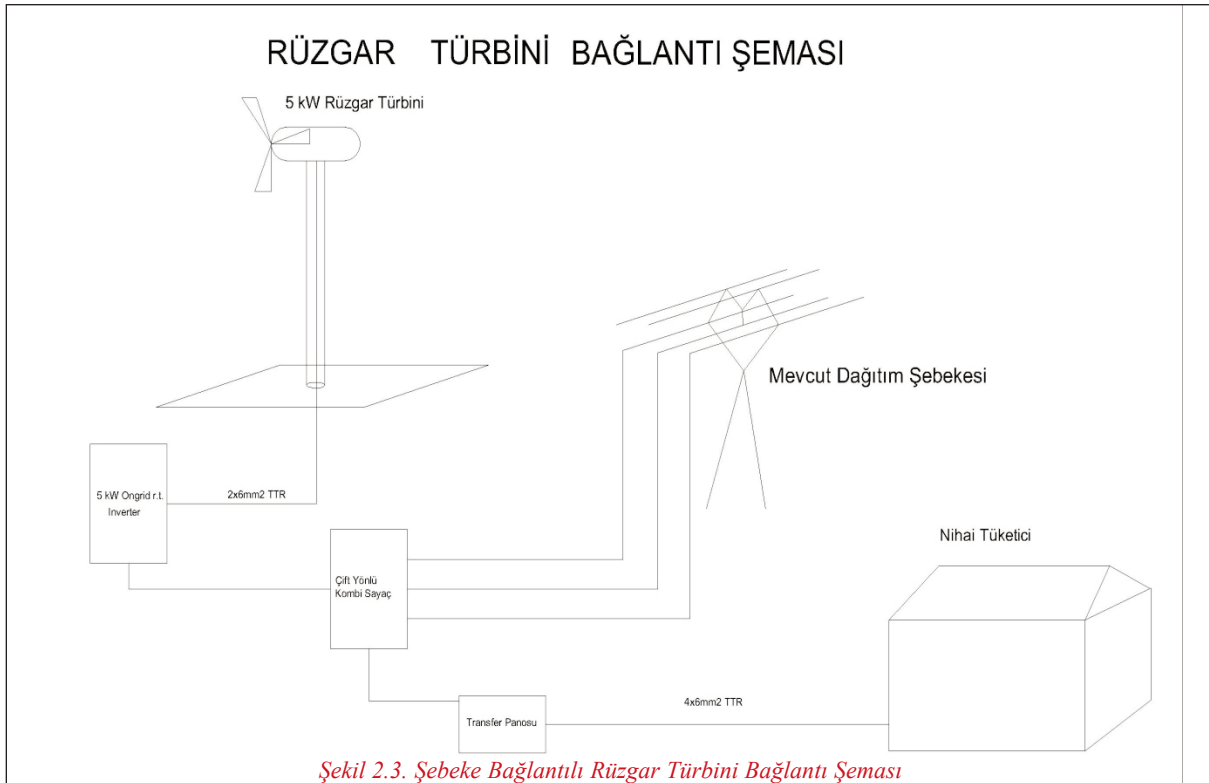 RÜZGAR TÜRBİNİ BAĞLANTI ŞEMASI
5 kW Rüzgar Türbini
Mevcut Dağıtım Şebekesi
5 kW Ongrid r.t.
Inverter
2x6mm2 TTR
Çift Yönlü
Kombi Sayaç
Nihai Tüketici
Transfer Panosu
4x6mm2 TTR
Şekil 2.3. Şebeke Bağlantılı Rüzgar Türbini Bağlantı Şeması